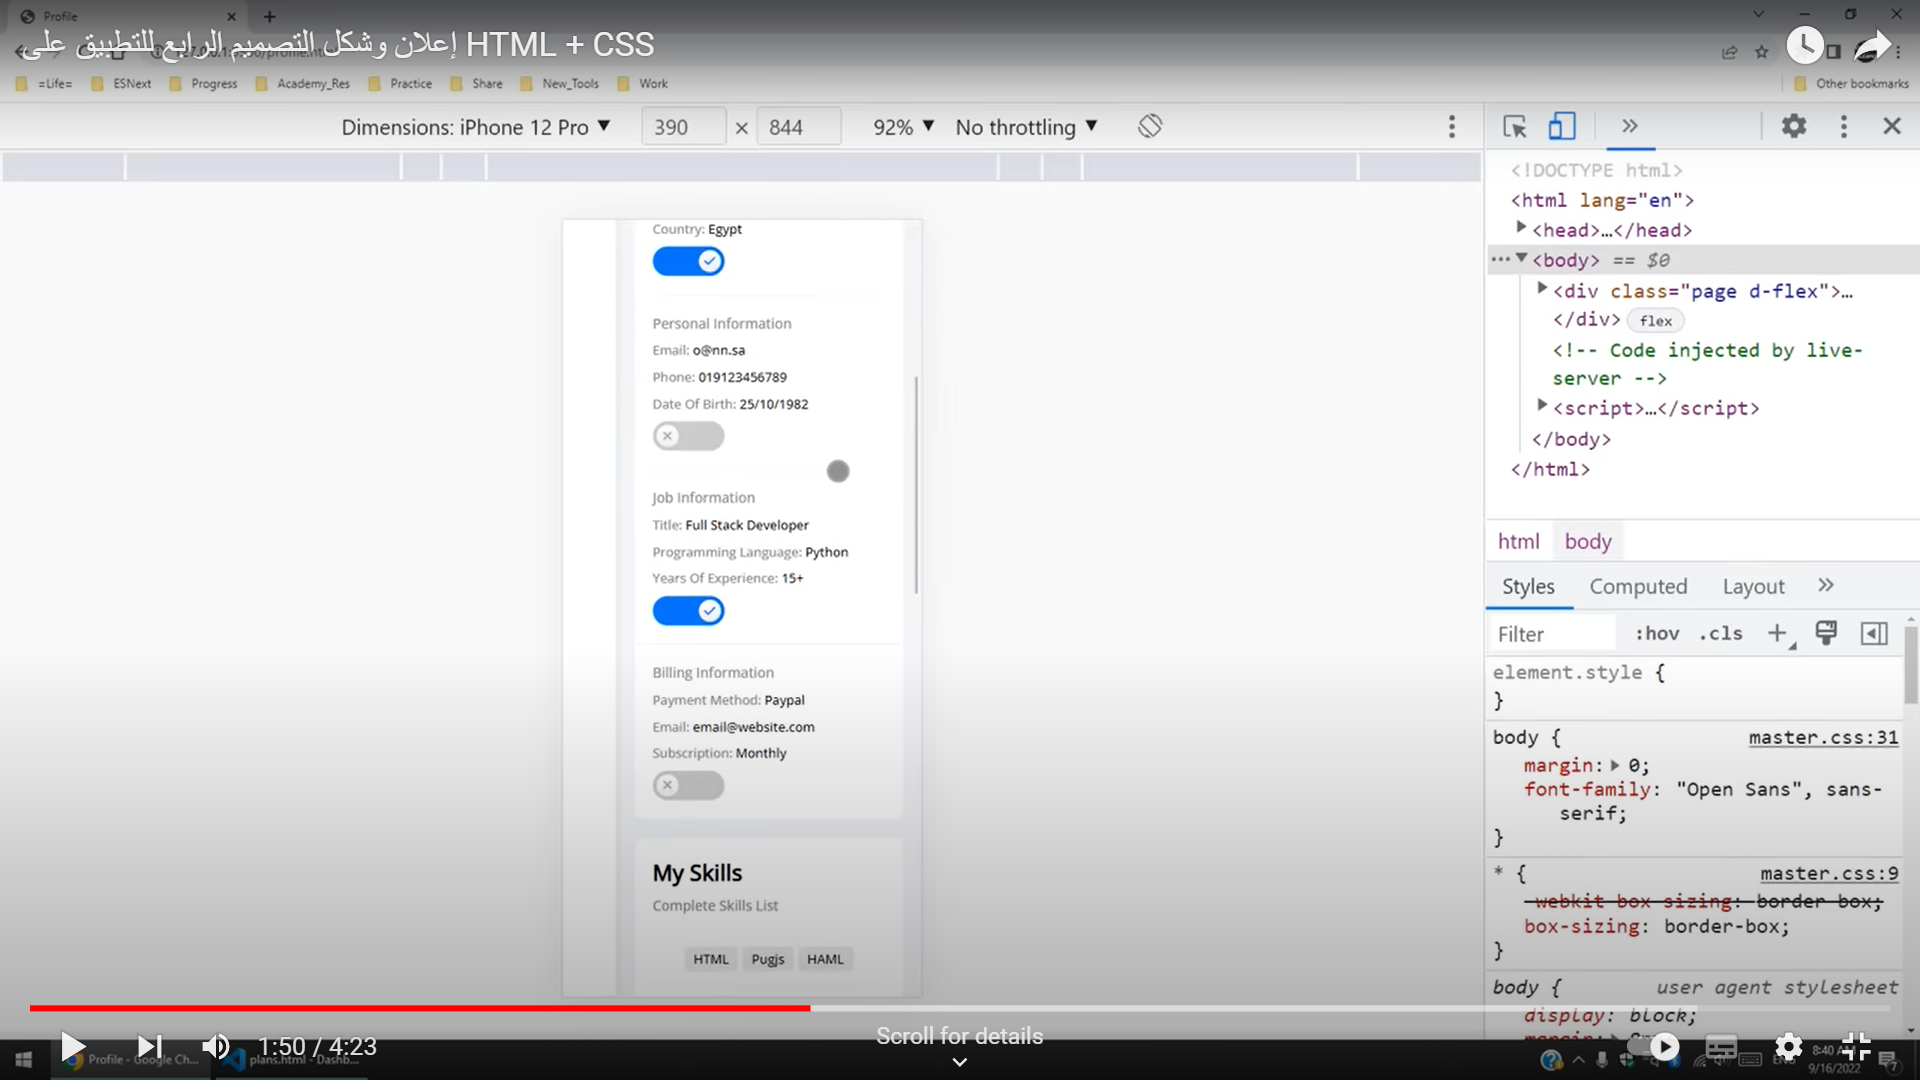 Profile
إعلان وشكل التصميم الرابع للتطبيق على HTML + CSS
=Life=
ESNext
Progress
Academy_Res
Practice
Share
New_Tools
Work
Other bookmarks
Dimensions: iPhone 12 Pro
390
×
844
92%
No throttling
Country: Egypt
Personal Information
Email: o@nn.sa
Phone: 019123456789
Date Of Birth: 25/10/1982
Job Information
Title: Full Stack Developer
Programming Language: Python
Years Of Experience: 15+
Billing Information
Payment Method: Paypal
Email: email@website.com
Subscription: Monthly
My Skills
Complete Skills List
HTML
Pugjs
HAML
<!DOCTYPE html>
<html lang="en">
<head>…</head>
<body> == $0
<div class="page d-flex">…
</div> flex
<!-- Code injected by live-
server -->
<script>…</script>
</body>
</html>
html
body
Styles
Computed
Layout
Filter
:hov
.cls
element.style {
}
body {
master.css:31
margin: 0;
font-family: "Open Sans", sans-
serif;
}
* {
master.css:9
-webkit-box-sizing: border-box;
box-sizing: border-box;
}
body {
user agent stylesheet
display: block;
1:50 / 4:23
Scroll for details
Profile - Google Ch...
plans.html - Dashb...
8:40 AM
9/16/2022